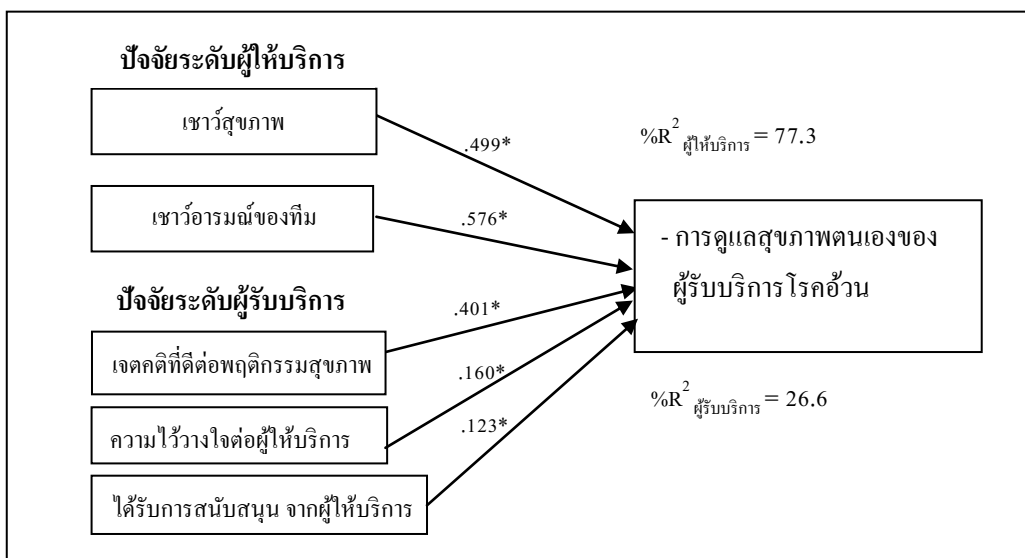 ปัจจัยระดับผู้ให้บริการ
เชาว์สุขภาพ
.499*
%R² ผู้ให้บริการ = 77.3
เชาว์อารมณ์ของทีม
.576*
- การดูแลสุขภาพตนเองของ
ผู้รับบริการโรคอ้วน
ปัจจัยระดับผู้รับบริการ
.401*
เจตคติที่ดีต่อพฤติกรรมสุขภาพ
.160*
%R² ผู้รับบริการ = 26.6
ความไว้วางใจต่อผู้ให้บริการ
.123*
ได้รับการสนับสนุน จากผู้ให้บริการ